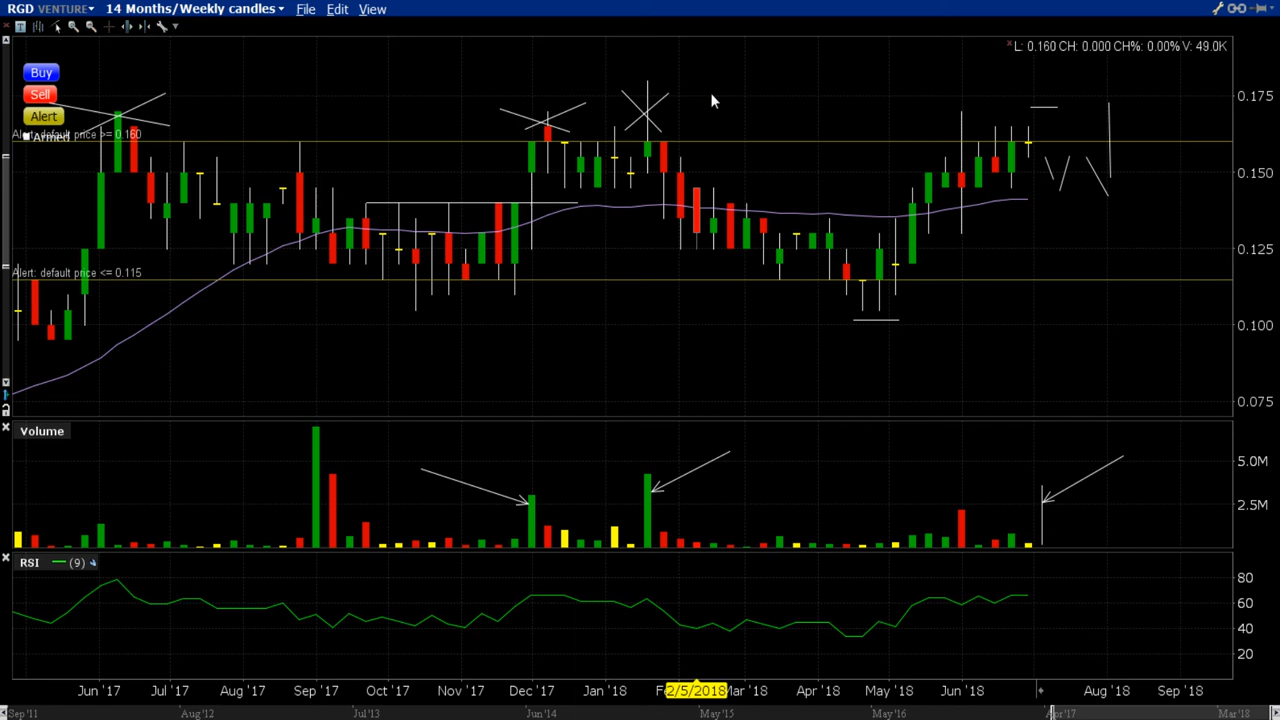 RGD VENTURE 14 Months/Weekly candles File Edit View
L: 0.160 CH: 0.000 CH%: 0.00% V: 49.0K
Buy
Sell
Alert
Armed
Alert: default price >= 0.160
Alert: default price <= 0.115
0.175
0.150
0.125
0.100
0.075
Volume
5.0M
2.5M
RSI (9)
80
60
40
20
Jun '17 Jul '17 Aug '17 Sep '17 Oct '17 Nov '17 Dec '17 Jan '18 F 2/5/2018 Mar '18 Apr '18 May '18 Jun '18 Aug '18 Sep '18
Sep '11 Aug'12 Jul'13 Jun'14 May'15 May'16 Apr'17 Mar'18